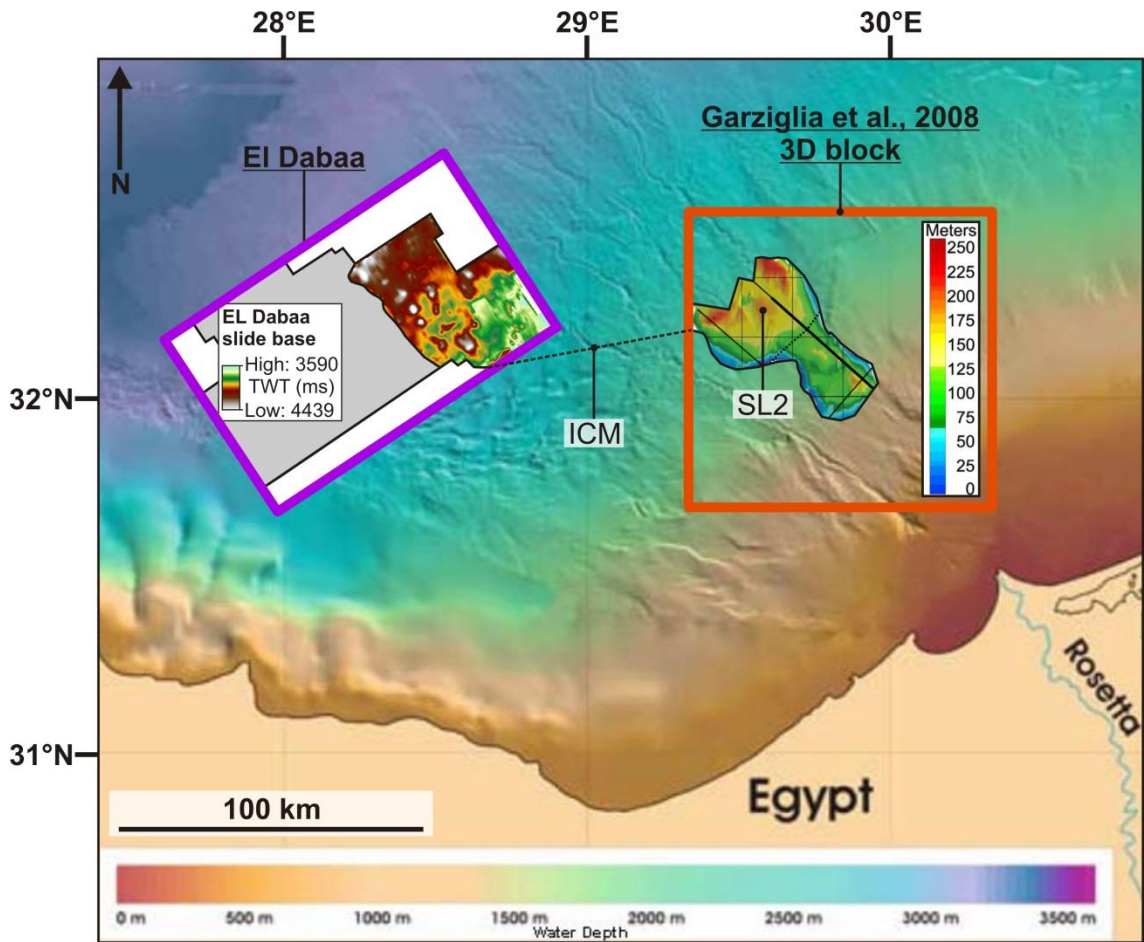 28°E
29°E
30°E
N
El Dabaa
Garziglia et al., 2008
3D block
Meters
250
225
200
175
150
125
100
75
50
25
0
EL Dabaa
slide base
High: 3590
TWT (ms)
Low: 4439
32°N
ICM
SL2
31°N
Rosetta
Egypt
100 km
0 m
500 m
1000 m
1500 m
2000 m
2500 m
3000 m
3500 m
Water Depth